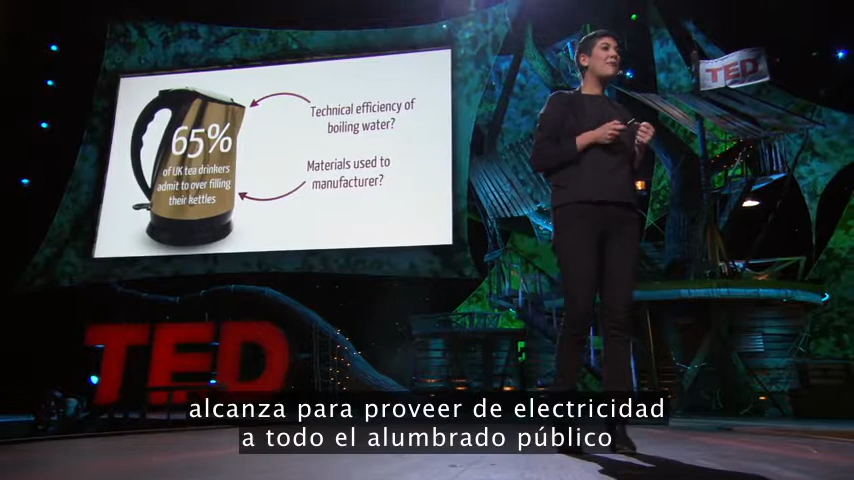 TED
65%
of UK tea drinkers
admit to over filling
their kettles
Technical efficiency of
boiling water?
Materials used to
manufacturer?
TED
alcanza para proveer de electricidad
a todo el alumbrado público